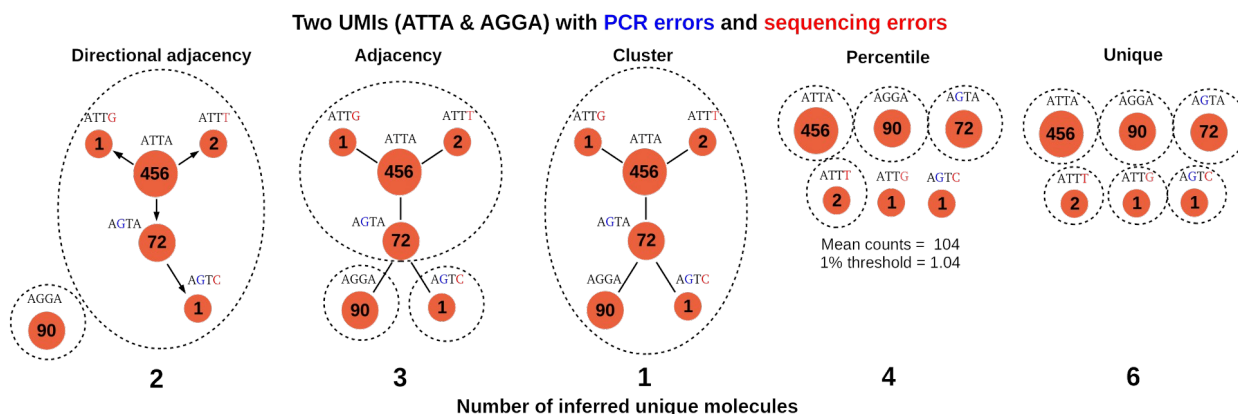 Two UMIs (ATTA & AGGA) with PCR errors and sequencing errors
Directional adjacency
ATTG
ATTT
ATTA
1
2
456
AGTA
72
AGTC
1
AGGA
90
2
Adjacency
ATTG
ATTT
ATTA
1
2
456
AGTA
72
AGGA
AGTC
90
1
3
Cluster
ATTG
ATTT
ATTA
1
2
456
AGTA
72
AGGA
AGTC
90
1
1
Percentile
ATTA
AGGA
AGTA
456
90
72
ATTT
ATTG
AGTC
2
1
1
Mean counts = 104
1% threshold = 1.04
4
Unique
ATTA
AGGA
AGTA
456
90
72
ATTT
ATTG
AGTC
2
1
1
6
Number of inferred unique molecules